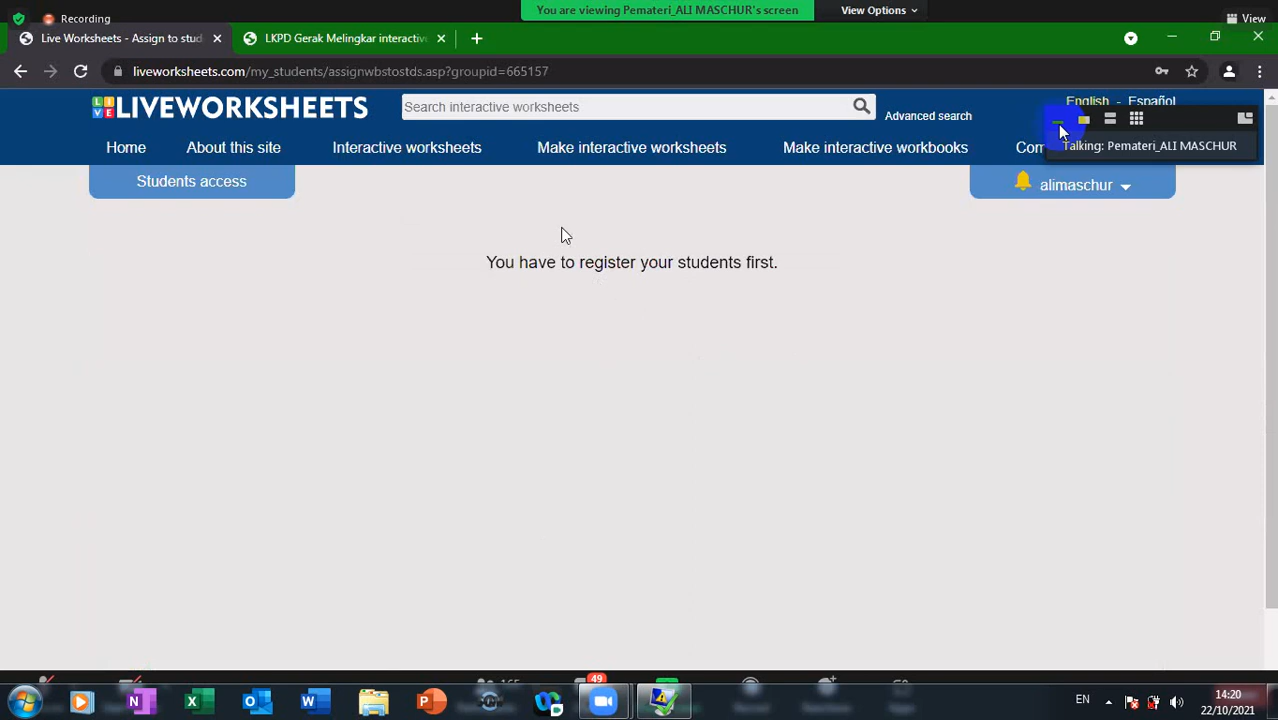 Recording
You are viewing Pemateri_ALI MASCHUR's screen
View Options
View
Live Worksheets - Assign to stud
LKPD Gerak Melingkar interactiv
liveworksheets.com/my_students/assignwbstostds.asp?groupid=665157
LIVEWORKSHEETS
Search interactive worksheets
Advanced search
English - Español
Talking: Pemateri_ALI MASCHUR
Home
About this site
Interactive worksheets
Make interactive worksheets
Make interactive workbooks
Com
Students access
alimaschur
You have to register your students first.
49
165
EN
14:20
22/10/2021